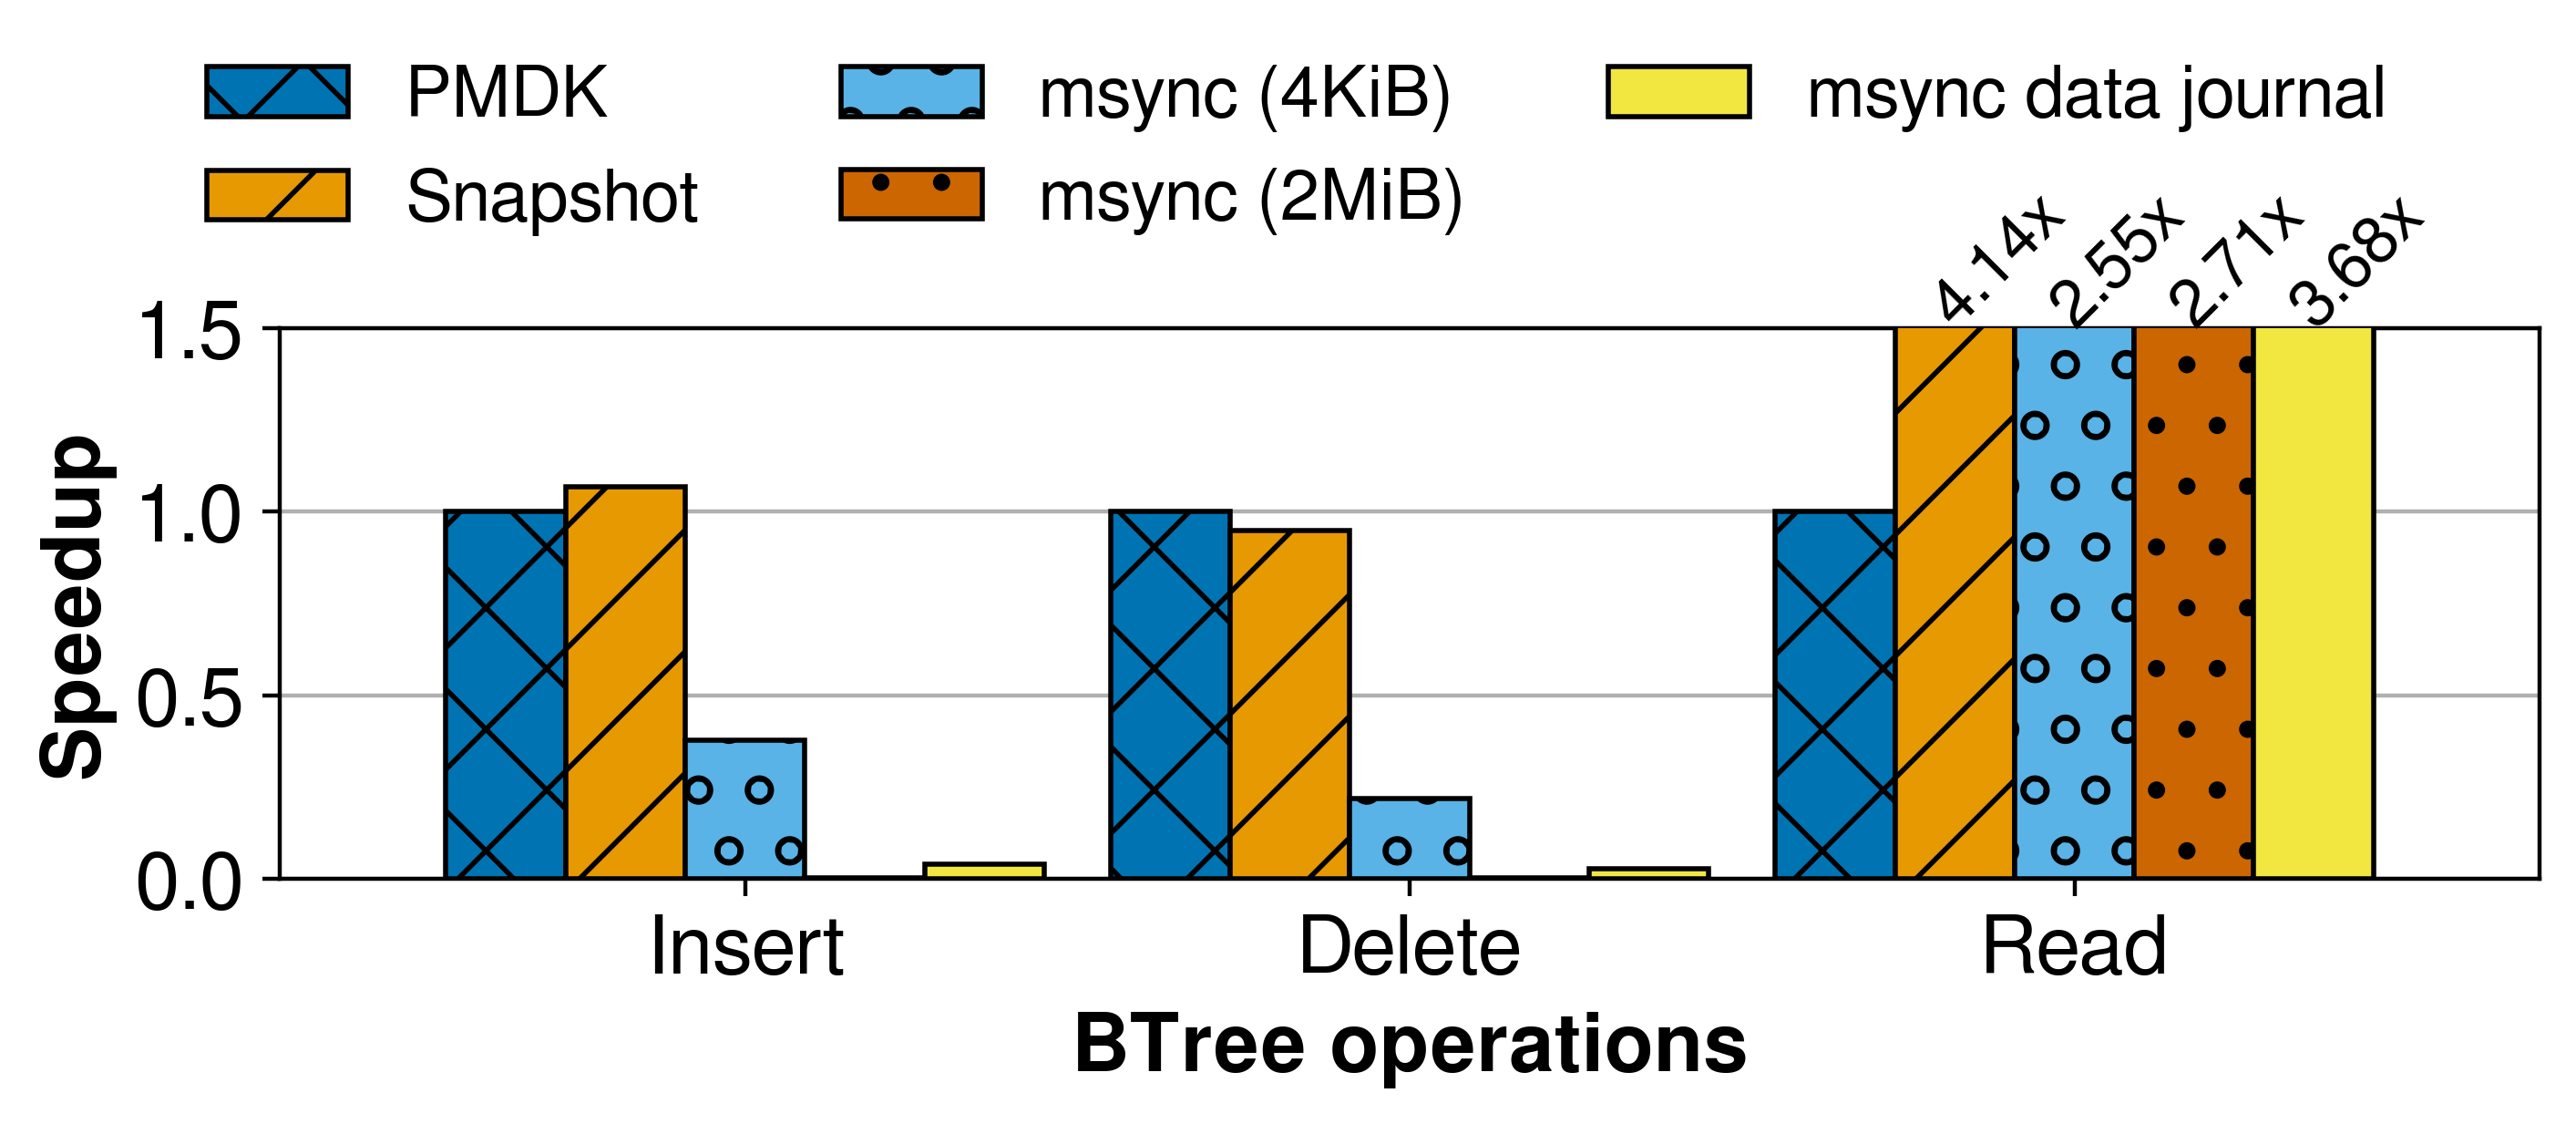 PMDK
Snapshot
msync (4KiB)
msync (2MiB)
msync data journal
4.14x
2.55x
2.71x
3.68x
1.5
1.0
0.5
0.0
Speedup
Insert
Delete
Read
BTree operations